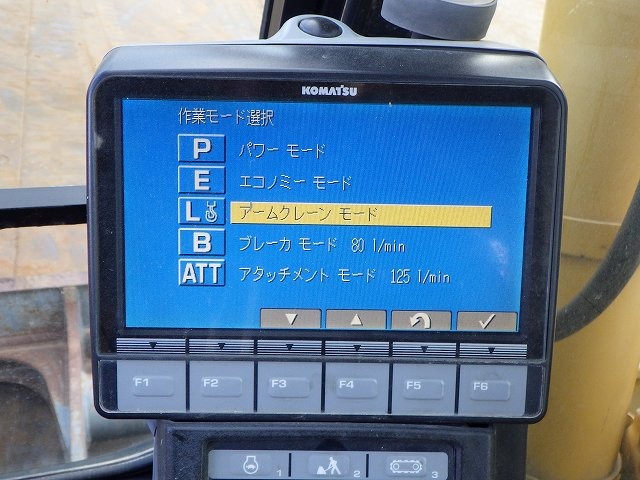 KOMATSU
作業モード選択
P パワー モード
E エコノミー モード
L アームクレーン モード
B ブレーカ モード 80 l/min
ATT アタッチメント モード 125 l/min
F1 F2 F3 F4 F5 F6
1 2 3